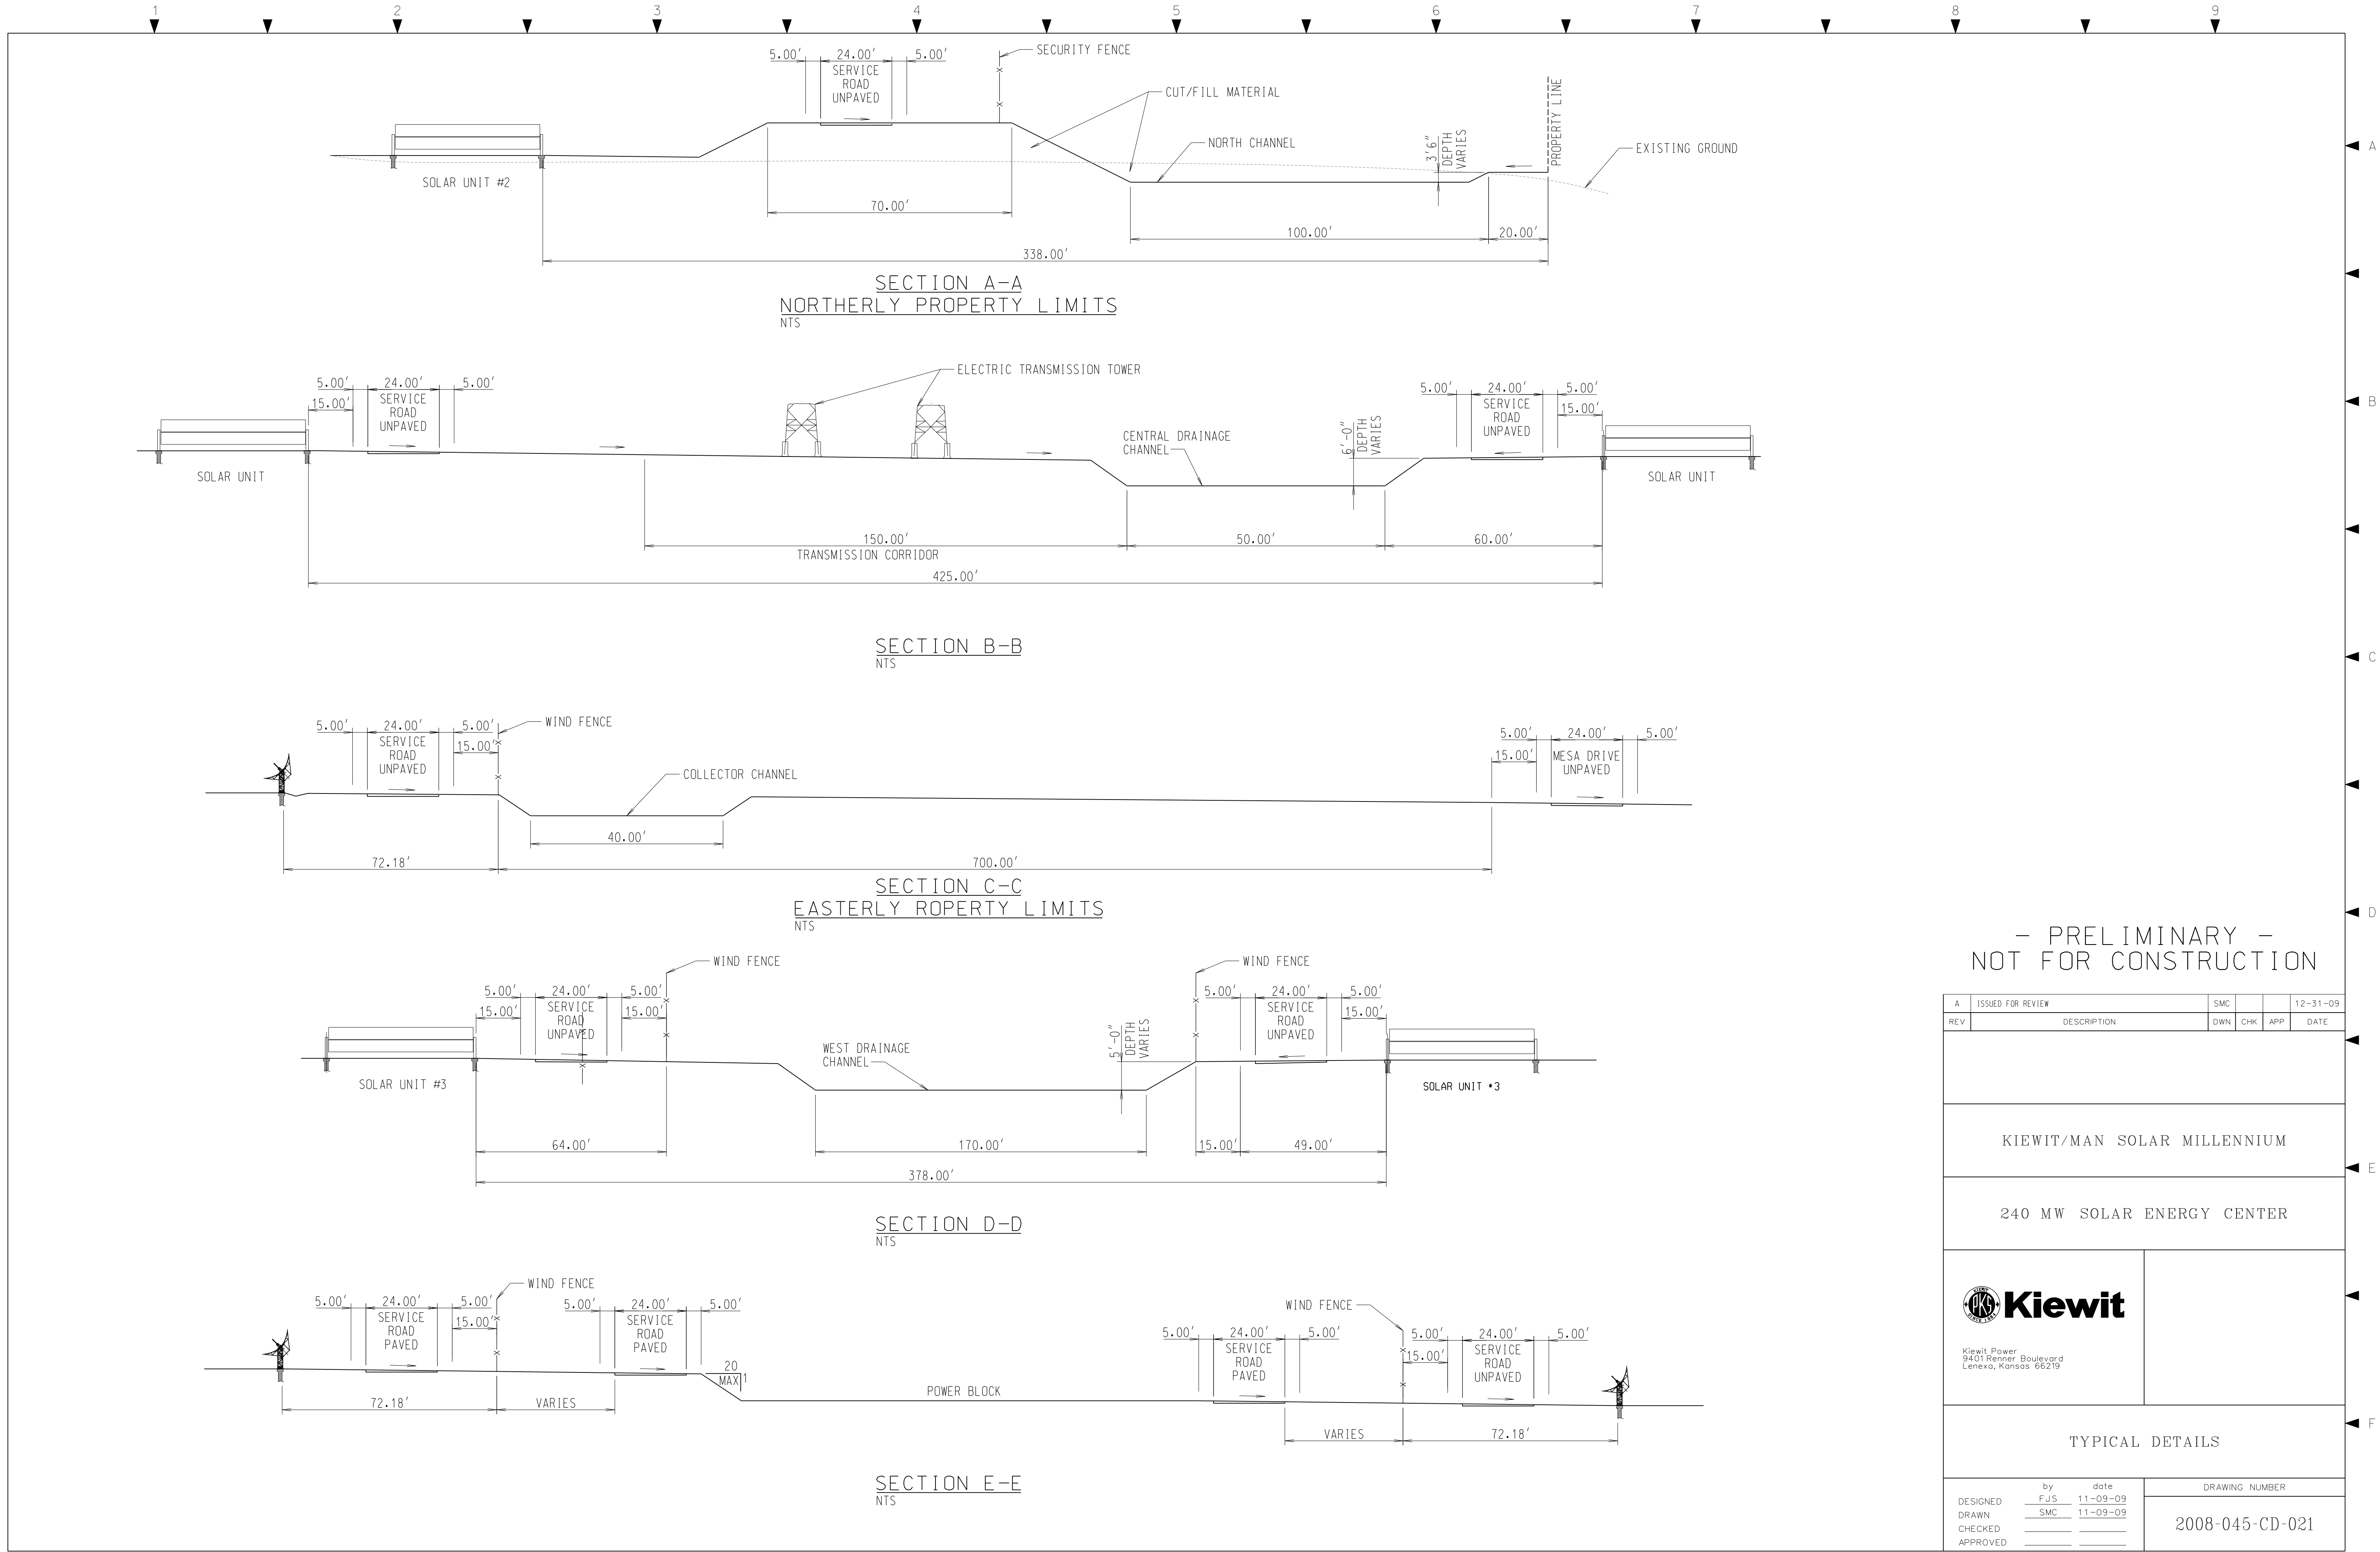 1 2 3 4 5 6 7 8 9
A
B
C
D
E
F
5.00' 24.00' 5.00'
SERVICE
ROAD
UNPAVED
SECURITY FENCE
CUT/FILL MATERIAL
NORTH CHANNEL
3'6"
DEPTH
VARIES
PROPERTY LINE
EXISTING GROUND
SOLAR UNIT #2
70.00'
100.00' 20.00'
338.00'
SECTION A-A
NORTHERLY PROPERTY LIMITS
NTS
5.00' 24.00' 5.00'
15.00'
SERVICE
ROAD
UNPAVED
ELECTRIC TRANSMISSION TOWER
CENTRAL DRAINAGE
CHANNEL
6'-0"
DEPTH
VARIES
5.00' 24.00' 5.00'
15.00'
SERVICE
ROAD
UNPAVED
SOLAR UNIT
SOLAR UNIT
150.00' 50.00' 60.00'
TRANSMISSION CORRIDOR
425.00'
SECTION B-B
NTS
5.00' 24.00' 5.00'
SERVICE
ROAD
UNPAVED
15.00'
WIND FENCE
COLLECTOR CHANNEL
5.00' 24.00' 5.00'
15.00' MESA DRIVE
UNPAVED
40.00'
72.18' 700.00'
SECTION C-C
EASTERLY ROPERTY LIMITS
NTS
WIND FENCE
WIND FENCE
5.00' 24.00' 5.00'
15.00' SERVICE 15.00'
ROAD
UNPAVED
WEST DRAINAGE
CHANNEL
5'-0"
DEPTH
VARIES
5.00' 24.00' 5.00'
SERVICE 15.00'
ROAD
UNPAVED
SOLAR UNIT #3
SOLAR UNIT •3
64.00' 170.00' 15.00' 49.00'
378.00'
SECTION D-D
NTS
WIND FENCE
5.00' 24.00' 5.00'
SERVICE 15.00'
ROAD
PAVED
5.00' 24.00' 5.00'
SERVICE
ROAD
PAVED
20
MAX 1
POWER BLOCK
WIND FENCE
5.00' 24.00' 5.00'
SERVICE
ROAD
PAVED
5.00' 24.00' 5.00'
15.00' SERVICE
ROAD
UNPAVED
72.18' VARIES
VARIES 72.18'
SECTION E-E
NTS
- PRELIMINARY -
NOT FOR CONSTRUCTION
A ISSUED FOR REVIEW SMC 12-31-09
REV DESCRIPTION DWN CHK APP DATE
KIEWIT/MAN SOLAR MILLENNIUM
240 MW SOLAR ENERGY CENTER
KIEWIT
PKS
SINCE 1884
Kiewit
Kiewit Power
9401 Renner Boulevard
Lenexa, Kansas 66219
TYPICAL DETAILS
by date
DESIGNED FJS 11-09-09
DRAWN SMC 11-09-09
CHECKED
APPROVED
DRAWING NUMBER
2008-045-CD-021